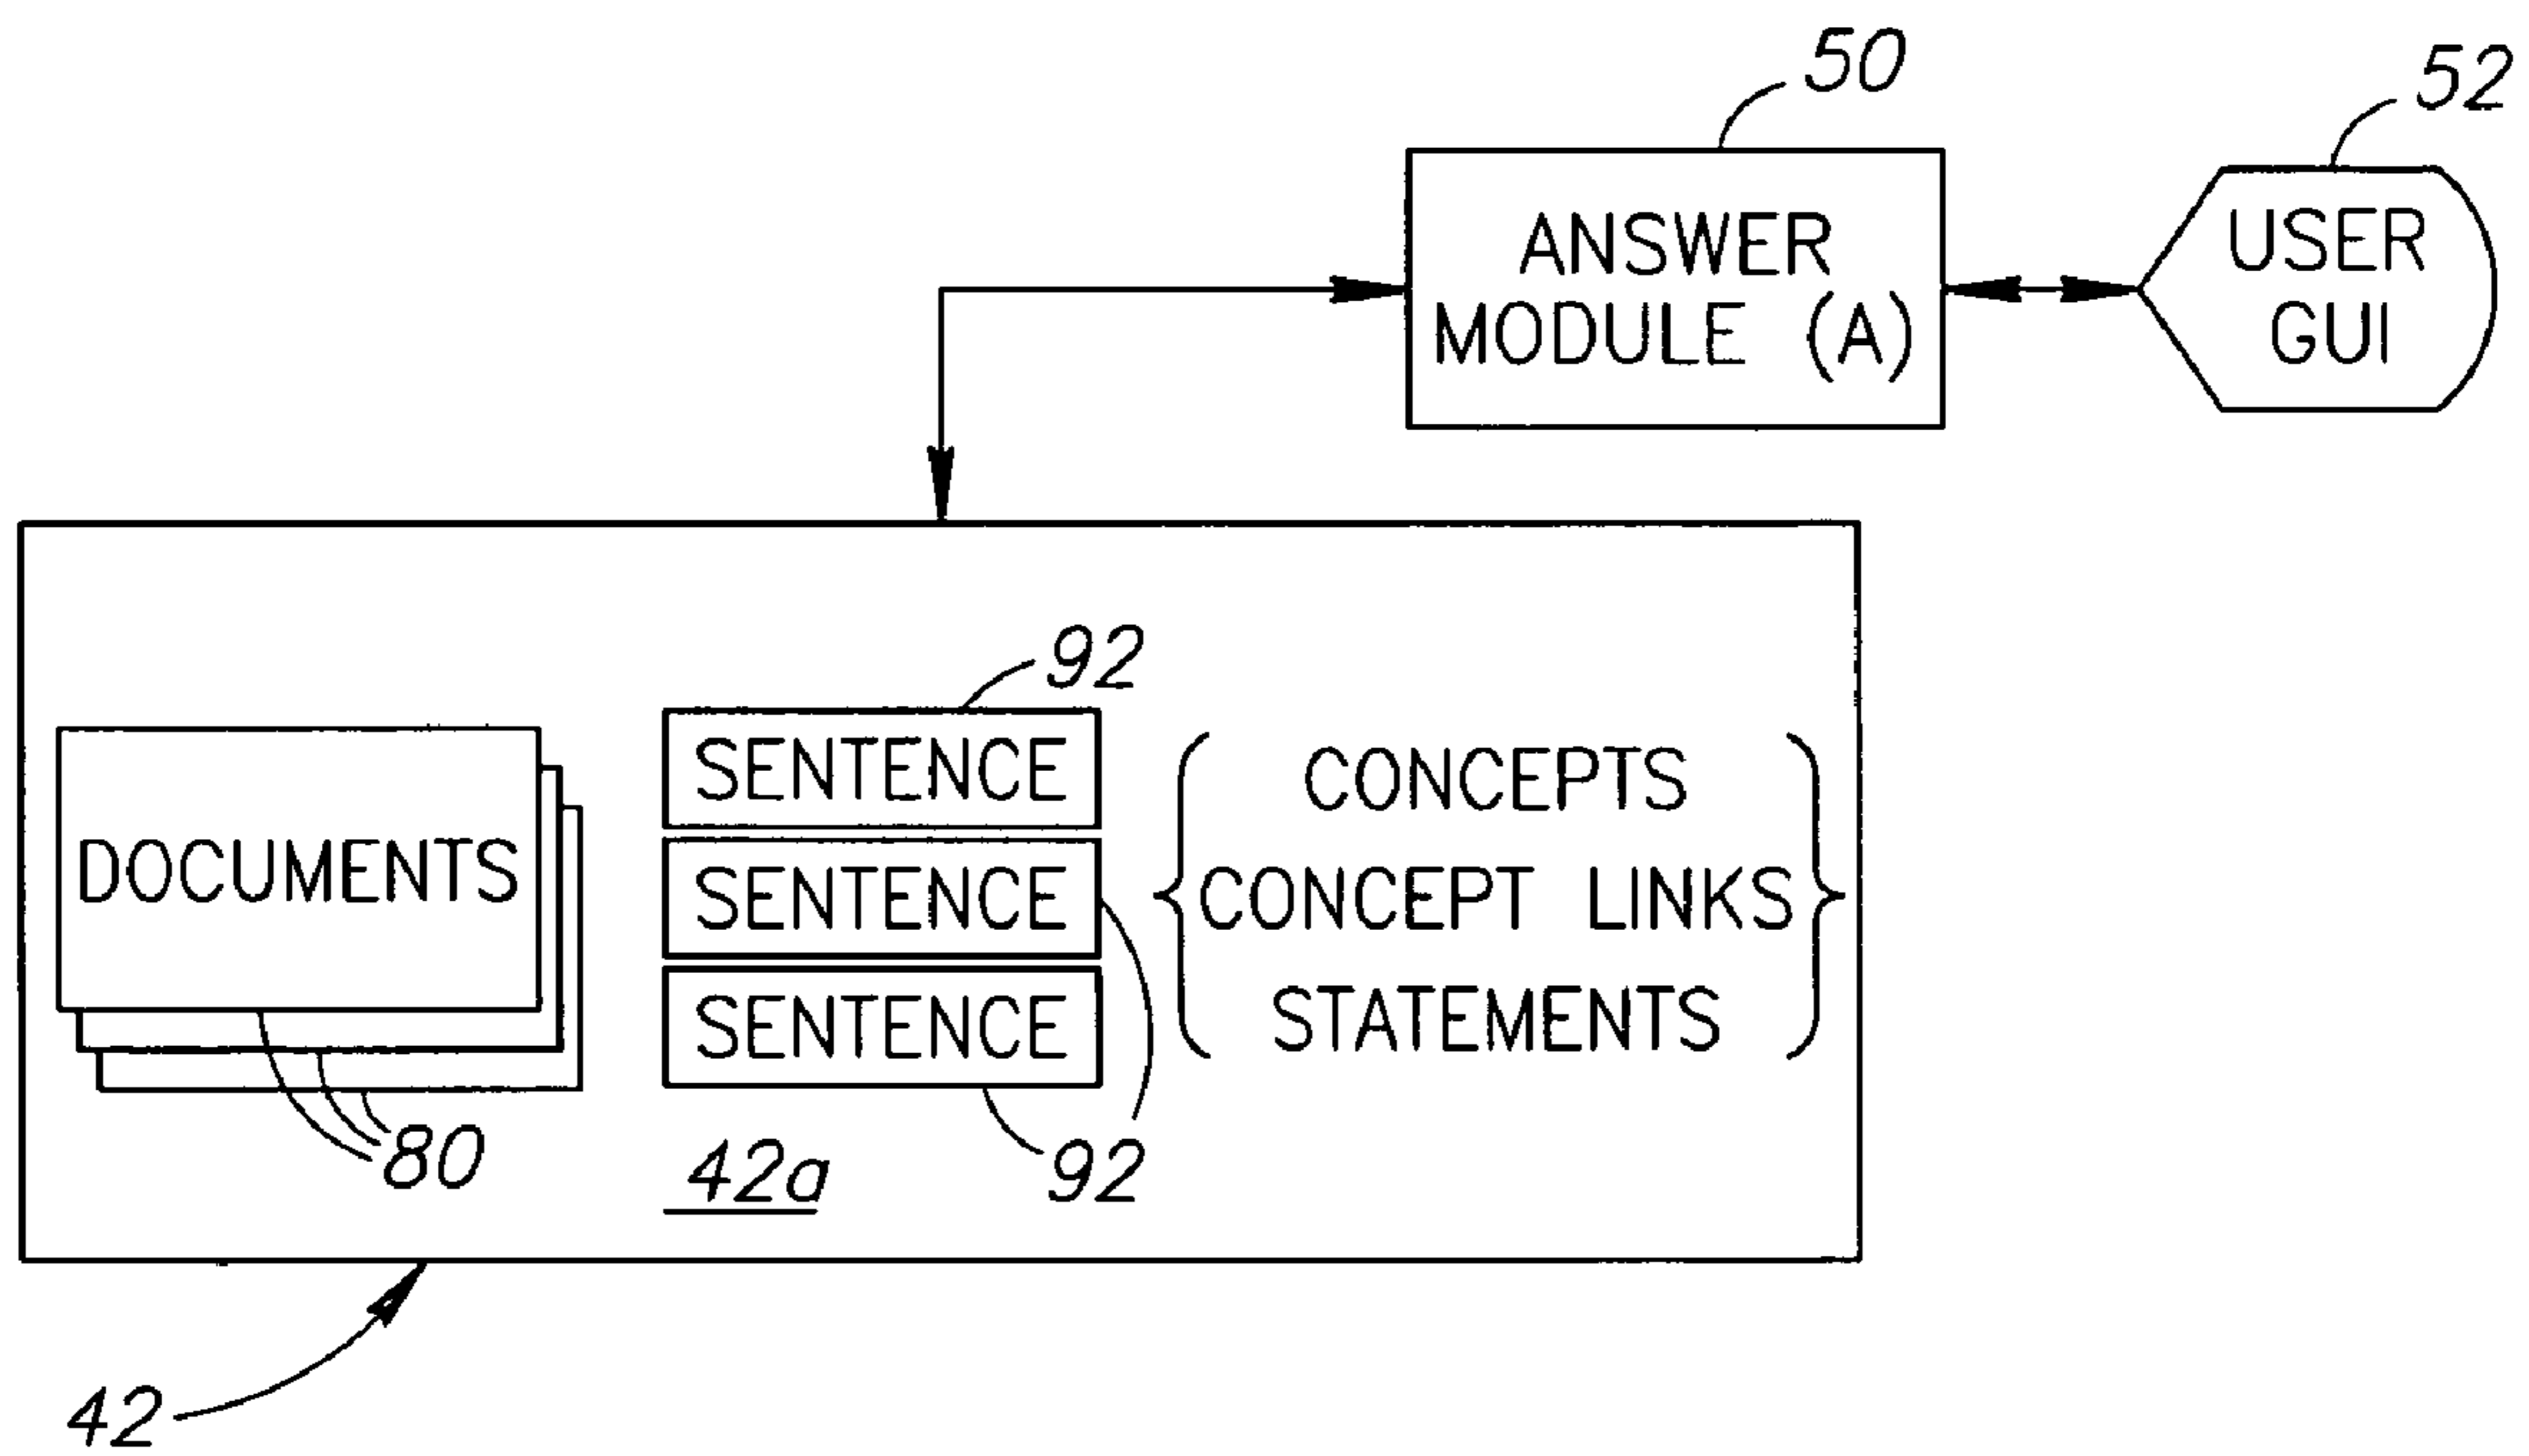 50
52
ANSWER
MODULE (A)
USER
GUI
92
SENTENCE
SENTENCE
SENTENCE
DOCUMENTS
CONCEPTS
CONCEPT LINKS
STATEMENTS
80
42a
92
42